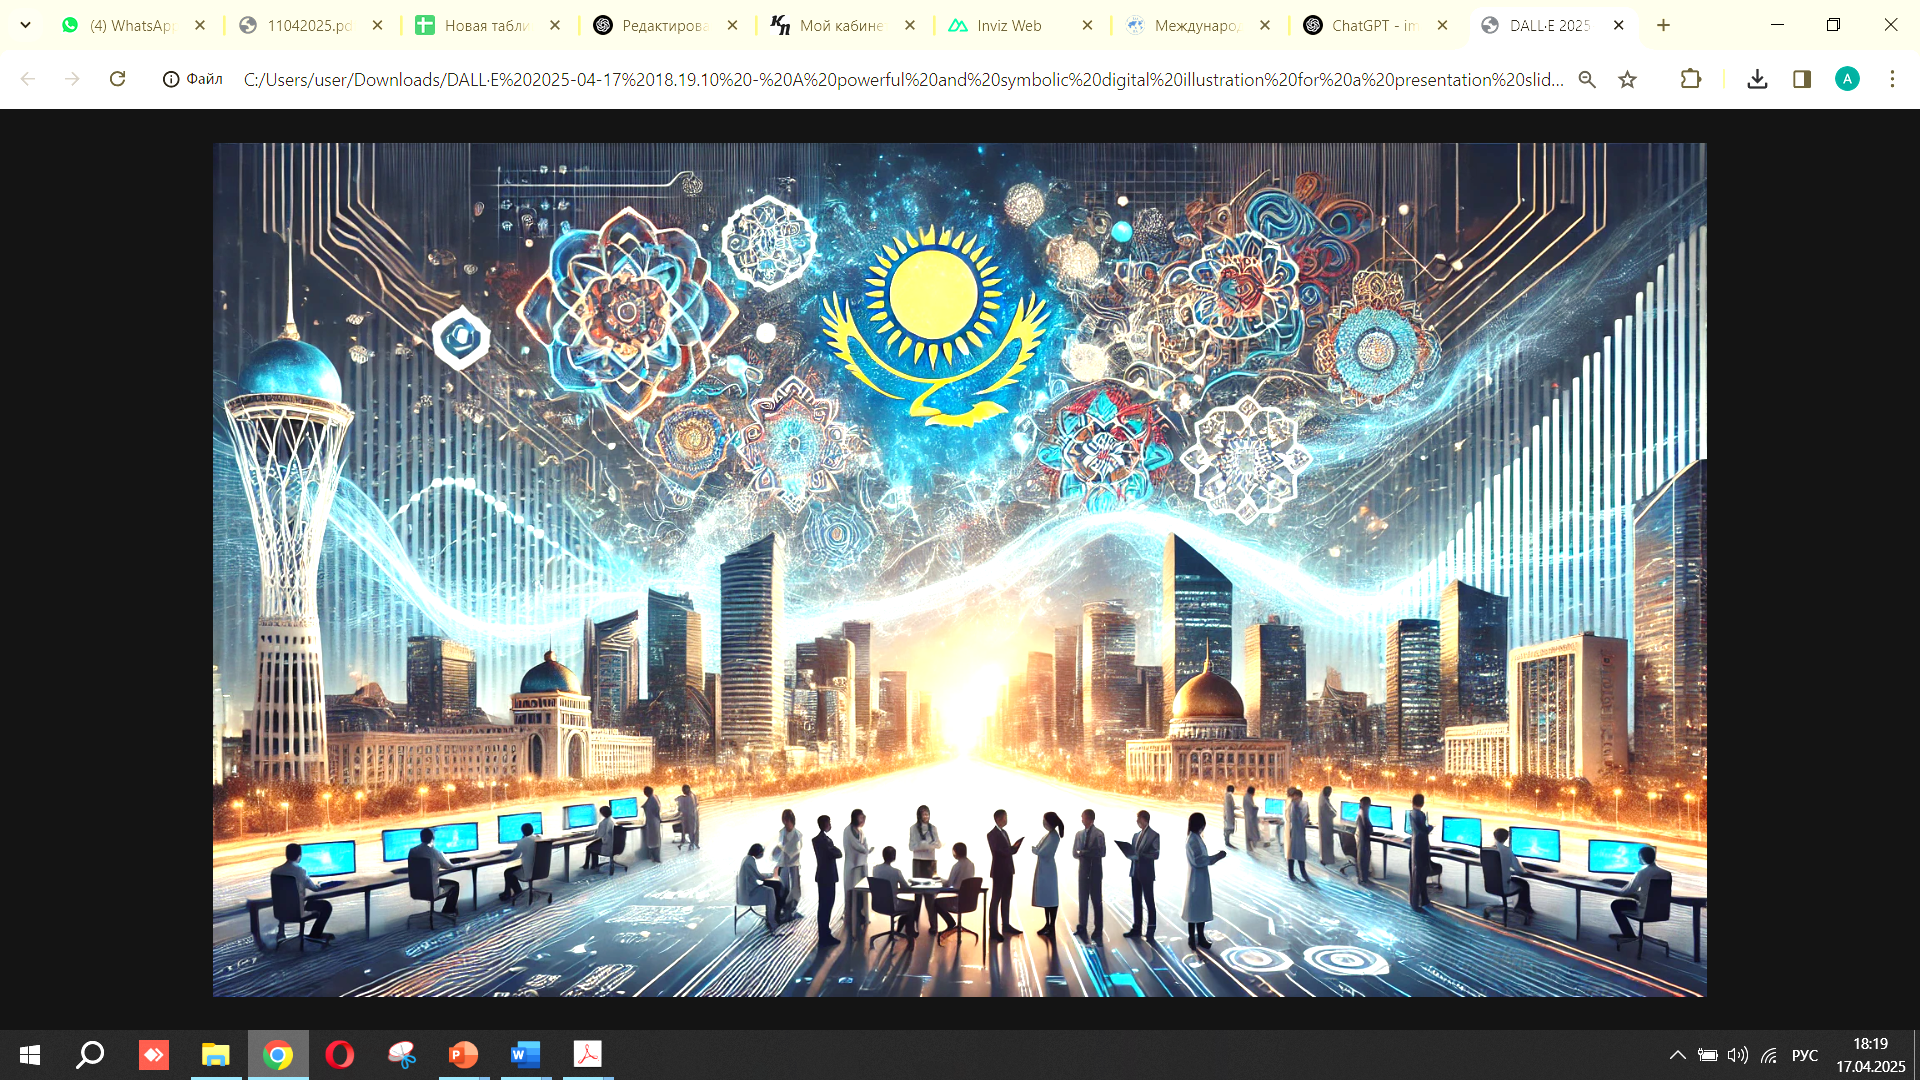 (4) WhatsApp
11042025.pd
Новая табли
Редактирова
Мой кабине
Inviz Web
Международ
ChatGPT - im
DALL·E 2025
Файл
C:/Users/user/Downloads/DALL·E%202025-04-17%2018.19.10%20-%20A%20powerful%20and%20symbolic%20digital%20illustration%20for%20a%20presentation%20slid...
A
РУС
18:19
17.04.2025